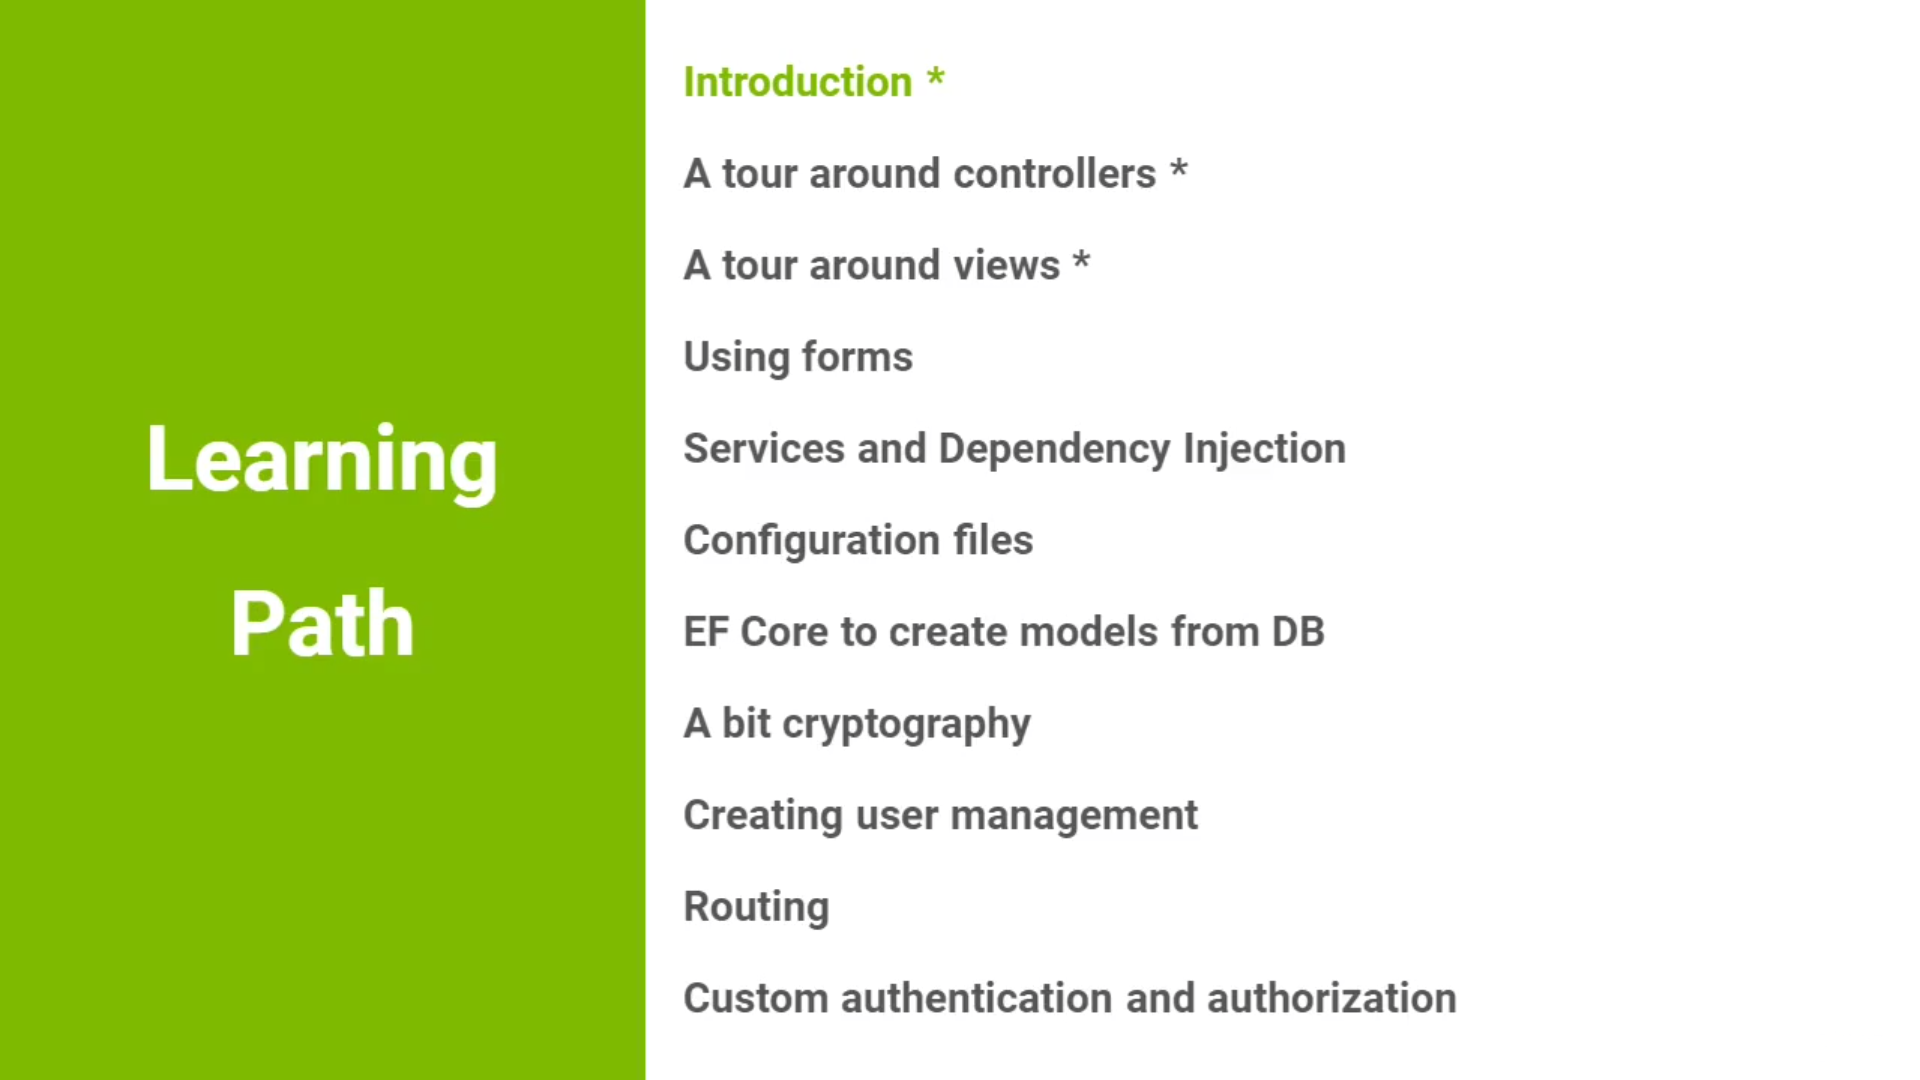 Learning
Path
Introduction *
A tour around controllers *
A tour around views *
Using forms
Services and Dependency Injection
Configuration files
EF Core to create models from DB
A bit cryptography
Creating user management
Routing
Custom authentication and authorization